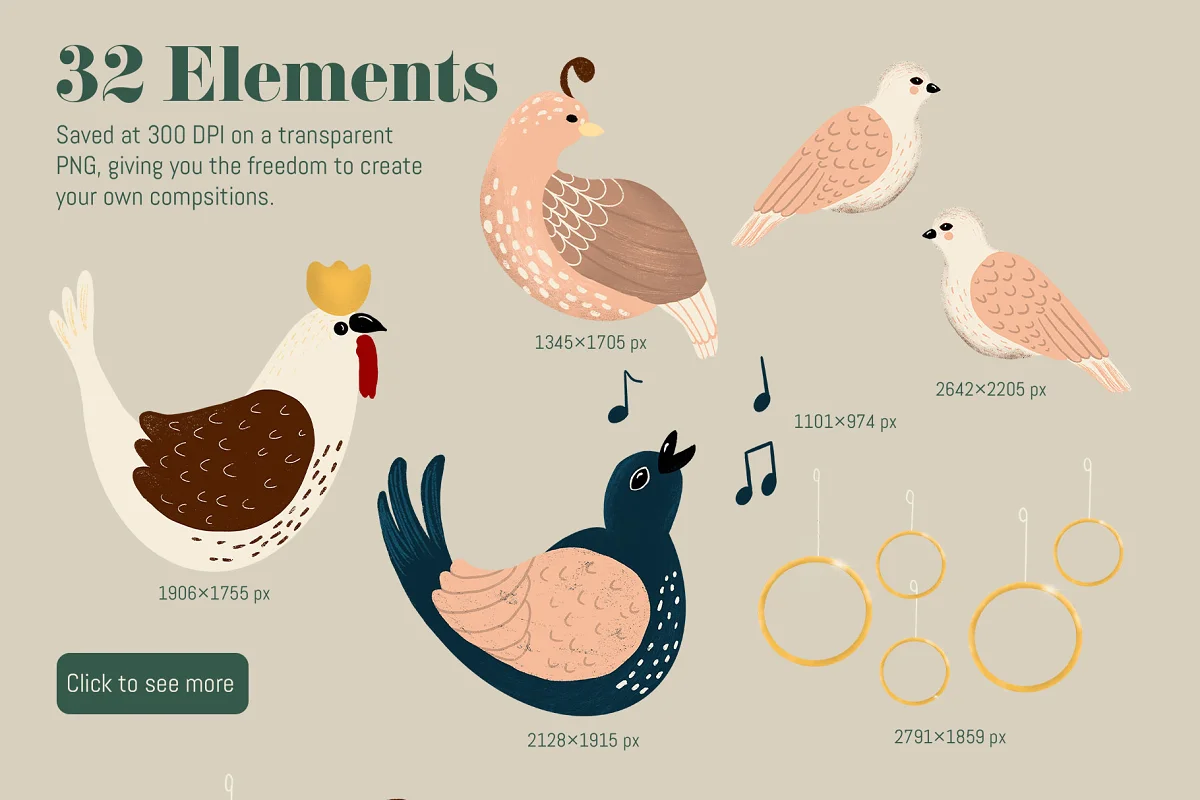 32 Elements
Saved at 300 DPI on a transparent
PNG, giving you the freedom to create
your own compsitions.
1345×1705 px
2642×2205 px
1101×974 px
1906×1755 px
Click to see more
2128×1915 px
2791×1859 px